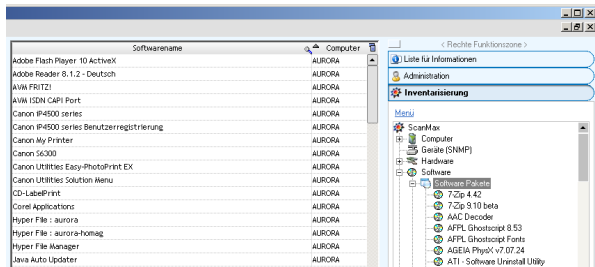 Softwarename Computer
Adobe Flash Player 10 ActiveX AURORA
Adobe Reader 8.1.2 - Deutsch AURORA
AVM FRITZ! AURORA
AVM ISDN CAPI Port AURORA
Canon iP4500 series AURORA
Canon iP4500 series Benutzerregistrierung AURORA
Canon My Printer AURORA
Canon S6300 AURORA
Canon Utilities Easy-PhotoPrint EX AURORA
Canon Utilities Solution Menu AURORA
CD-LabelPrint AURORA
Corel Applications AURORA
Hyper File : aurora AURORA
Hyper File : aurora-homag AURORA
Hyper File Manager AURORA
Java Auto Updater AURORA
< Rechte Funktionszone >
Liste für Informationen
Administration
Inventarisierung
Menü
ScanMax
Computer
Geräte (SNMP)
Hardware
Software
Software Pakete
7-Zip 4.42
7-Zip 9.10 beta
AAC Decoder
AFPL Ghostscript 8.53
AFPL Ghostscript Fonts
AGEIA PhysX v7.07.24
ATI - Software Uninstall Utility